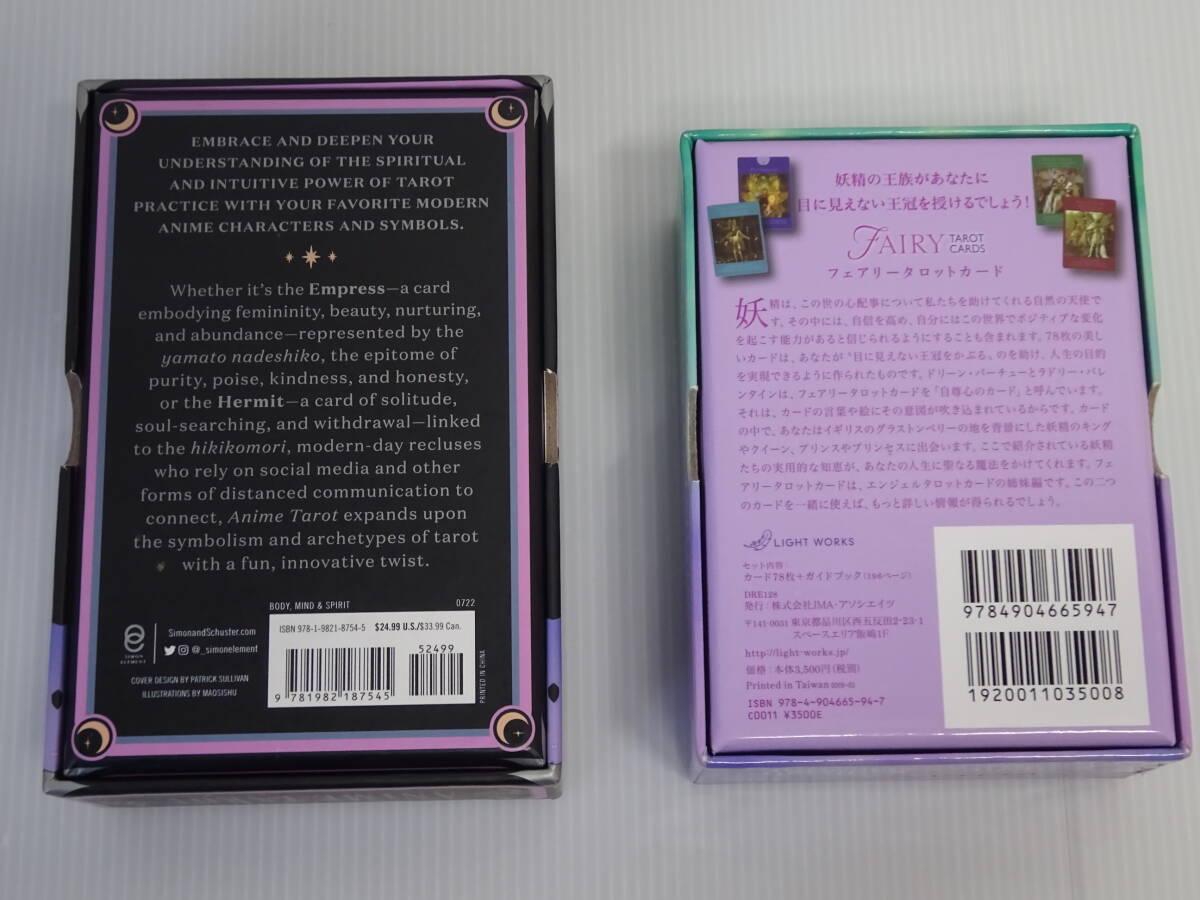 EMBRACE AND DEEPEN YOUR
UNDERSTANDING OF THE SPIRITUAL
AND INTUITIVE POWER OF TAROT
PRACTICE WITH YOUR FAVORITE MODERN
ANIME CHARACTERS AND SYMBOLS.
Whether it's the Empress—a card
embodying femininity, beauty, nurturing,
and abundance—represented by the
yamato nadeshiko, the epitome of
purity, poise, kindness, and honesty,
or the Hermit—a card of solitude,
soul-searching, and withdrawal—linked
to the hikikomori, modern-day recluses
who rely on social media and other
forms of distanced communication to
connect, Anime Tarot expands upon
the symbolism and archetypes of tarot
with a fun, innovative twist.
BODY, MIND & SPIRIT 0722
SIMON ELEMENT
SimonandSchuster.com
@_simonelement
COVER DESIGN BY PATRICK SULLIVAN
ILLUSTRATIONS BY MAOSISHU
ISBN 978-1-9821-8754-5 $24.99 U.S./$33.99 Can.
52499
9 781982 187545
PRINTED IN CHINA
妖精の王族があなたに
目に見えない王冠を授けるでしょう!
FAIRY TAROT CARDS
フェアリータロットカード
妖精は、この世の心配事について私たちを助けてくれる自然の天使で
す。その中には、自信を高め、自分にはこの世界でポジティブな変化
を起こす能力があると信じられるようにすることも含まれます。78枚の美し
いカードは、あなたが“目に見えない王冠をかぶる”のを助け、人生の目的
を実現できるように作られたものです。ドリーン・バーチューとラドリー・バレン
タインは、フェアリータロットカードを「自尊心のカード」と呼んでいます。
それは、カードの言葉や絵にその意図が吹き込まれているからです。カード
の中で、あなたはイギリスのグラストンベリーの地を背景にした妖精のキング
やクイーン、プリンスやプリンセスに出会います。ここで紹介されている妖精
たちの実用的な知恵が、あなたの人生に聖なる魔法をかけてくれます。フェ
アリータロットカードは、エンジェルタロットカードの姉妹編です。この二つ
のカードを一緒に使えば、もっと詳しい情報が得られるでしょう。
LIGHT WORKS
セット内容:
カード78枚+ガイドブック(196ページ)
DRE128
発行:株式会社JMA・アソシエイツ
〒141-0031 東京都品川区西五反田2-23-1
スペースエリア飯嶋1F
http://light-works.jp/
価格:本体3,500円(税別)
Printed in Taiwan
ISBN 978-4-904665-94-7
C0011 ¥3500E
9784904665947
1920011035008